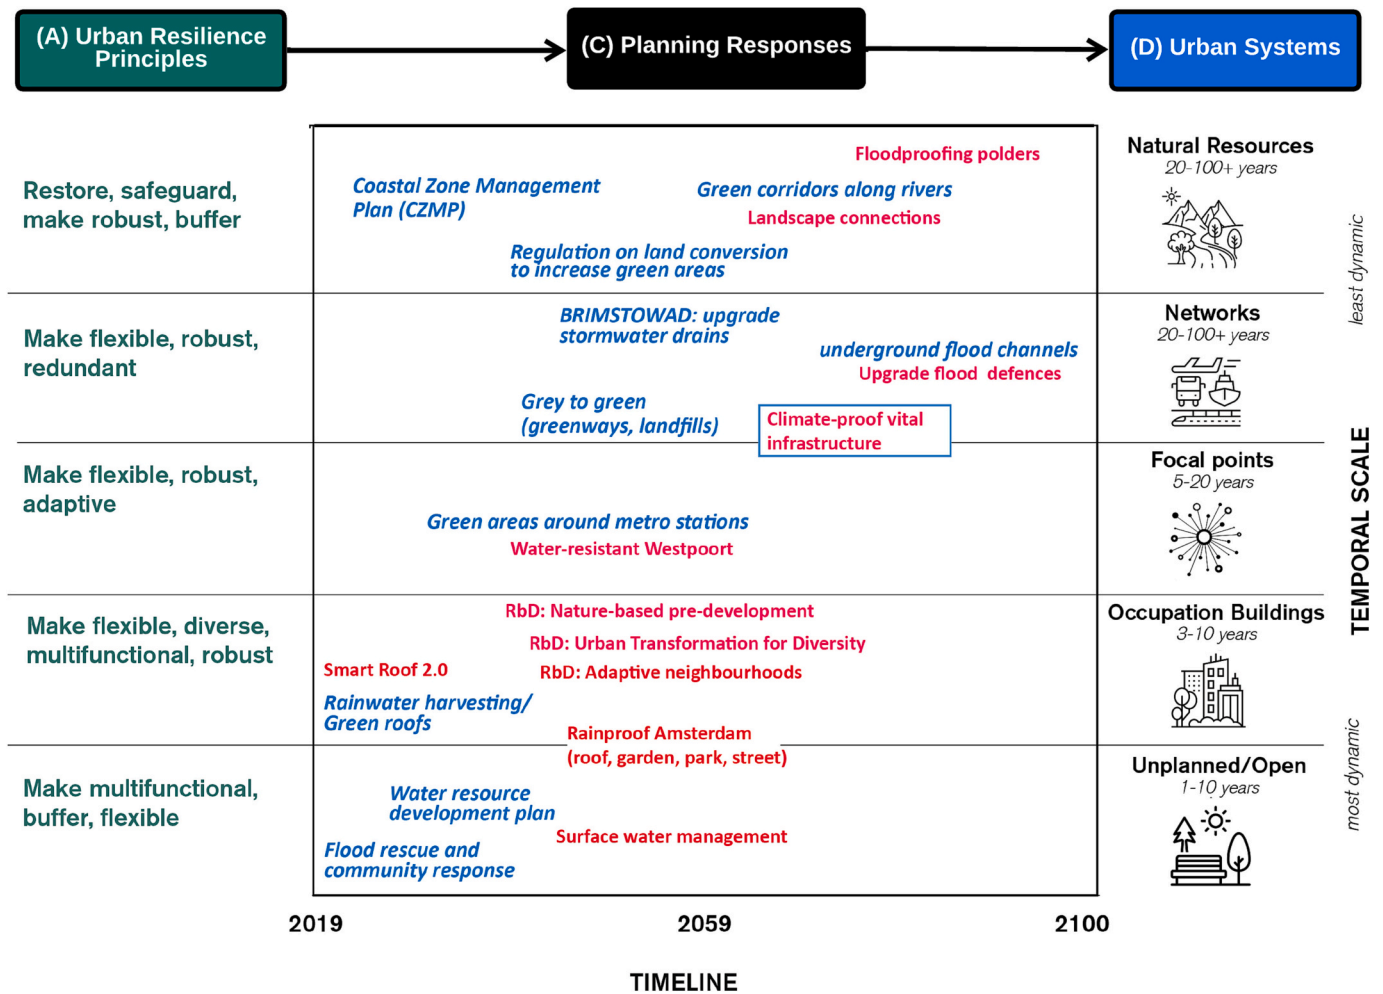 (A) Urban Resilience
Principles
(C) Planning Responses
(D) Urban Systems
Restore, safeguard,
make robust, buffer
Coastal Zone Management
Plan (CZMP)
Floodproofing polders
Green corridors along rivers
Landscape connections
Regulation on land conversion
to increase green areas
Natural Resources
20-100+ years
least dynamic
Make flexible, robust,
redundant
BRIMSTOWAD: upgrade
stormwater drains
underground flood channels
Upgrade flood defences
Grey to green
(greenways, landfills)
Climate-proof vital
infrastructure
Networks
20-100+ years
Make flexible, robust,
adaptive
Green areas around metro stations
Water-resistant Westpoort
Focal points
5-20 years
TEMPORAL SCALE
Make flexible, diverse,
multifunctional, robust
RbD: Nature-based pre-development
RbD: Urban Transformation for Diversity
Smart Roof 2.0
RbD: Adaptive neighbourhoods
Rainwater harvesting/
Green roofs
Rainproof Amsterdam
(roof, garden, park, street)
Occupation Buildings
3-10 years
Make multifunctional,
buffer, flexible
Water resource
development plan
Surface water management
Flood rescue and
community response
Unplanned/Open
1-10 years
most dynamic
2019
2059
2100
TIMELINE